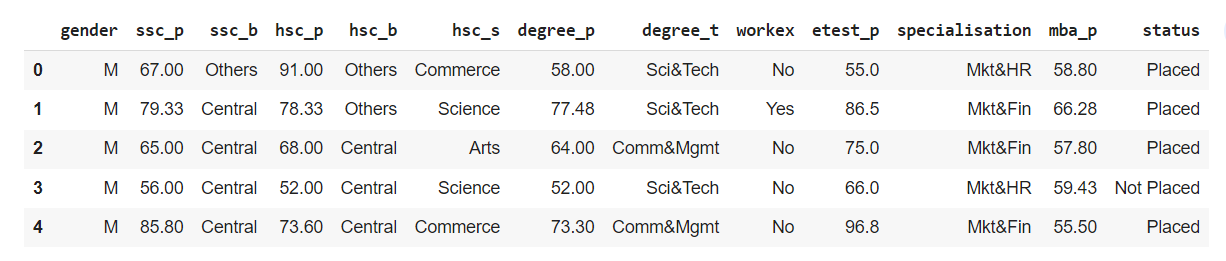 gender ssc_p ssc_b hsc_p hsc_b hsc_s degree_p degree_t workex etest_p specialisation mba_p status
0 M 67.00 Others 91.00 Others Commerce 58.00 Sci&Tech No 55.0 Mkt&HR 58.80 Placed
1 M 79.33 Central 78.33 Others Science 77.48 Sci&Tech Yes 86.5 Mkt&Fin 66.28 Placed
2 M 65.00 Central 68.00 Central Arts 64.00 Comm&Mgmt No 75.0 Mkt&Fin 57.80 Placed
3 M 56.00 Central 52.00 Central Science 52.00 Sci&Tech No 66.0 Mkt&HR 59.43 Not Placed
4 M 85.80 Central 73.60 Central Commerce 73.30 Comm&Mgmt No 96.8 Mkt&Fin 55.50 Placed